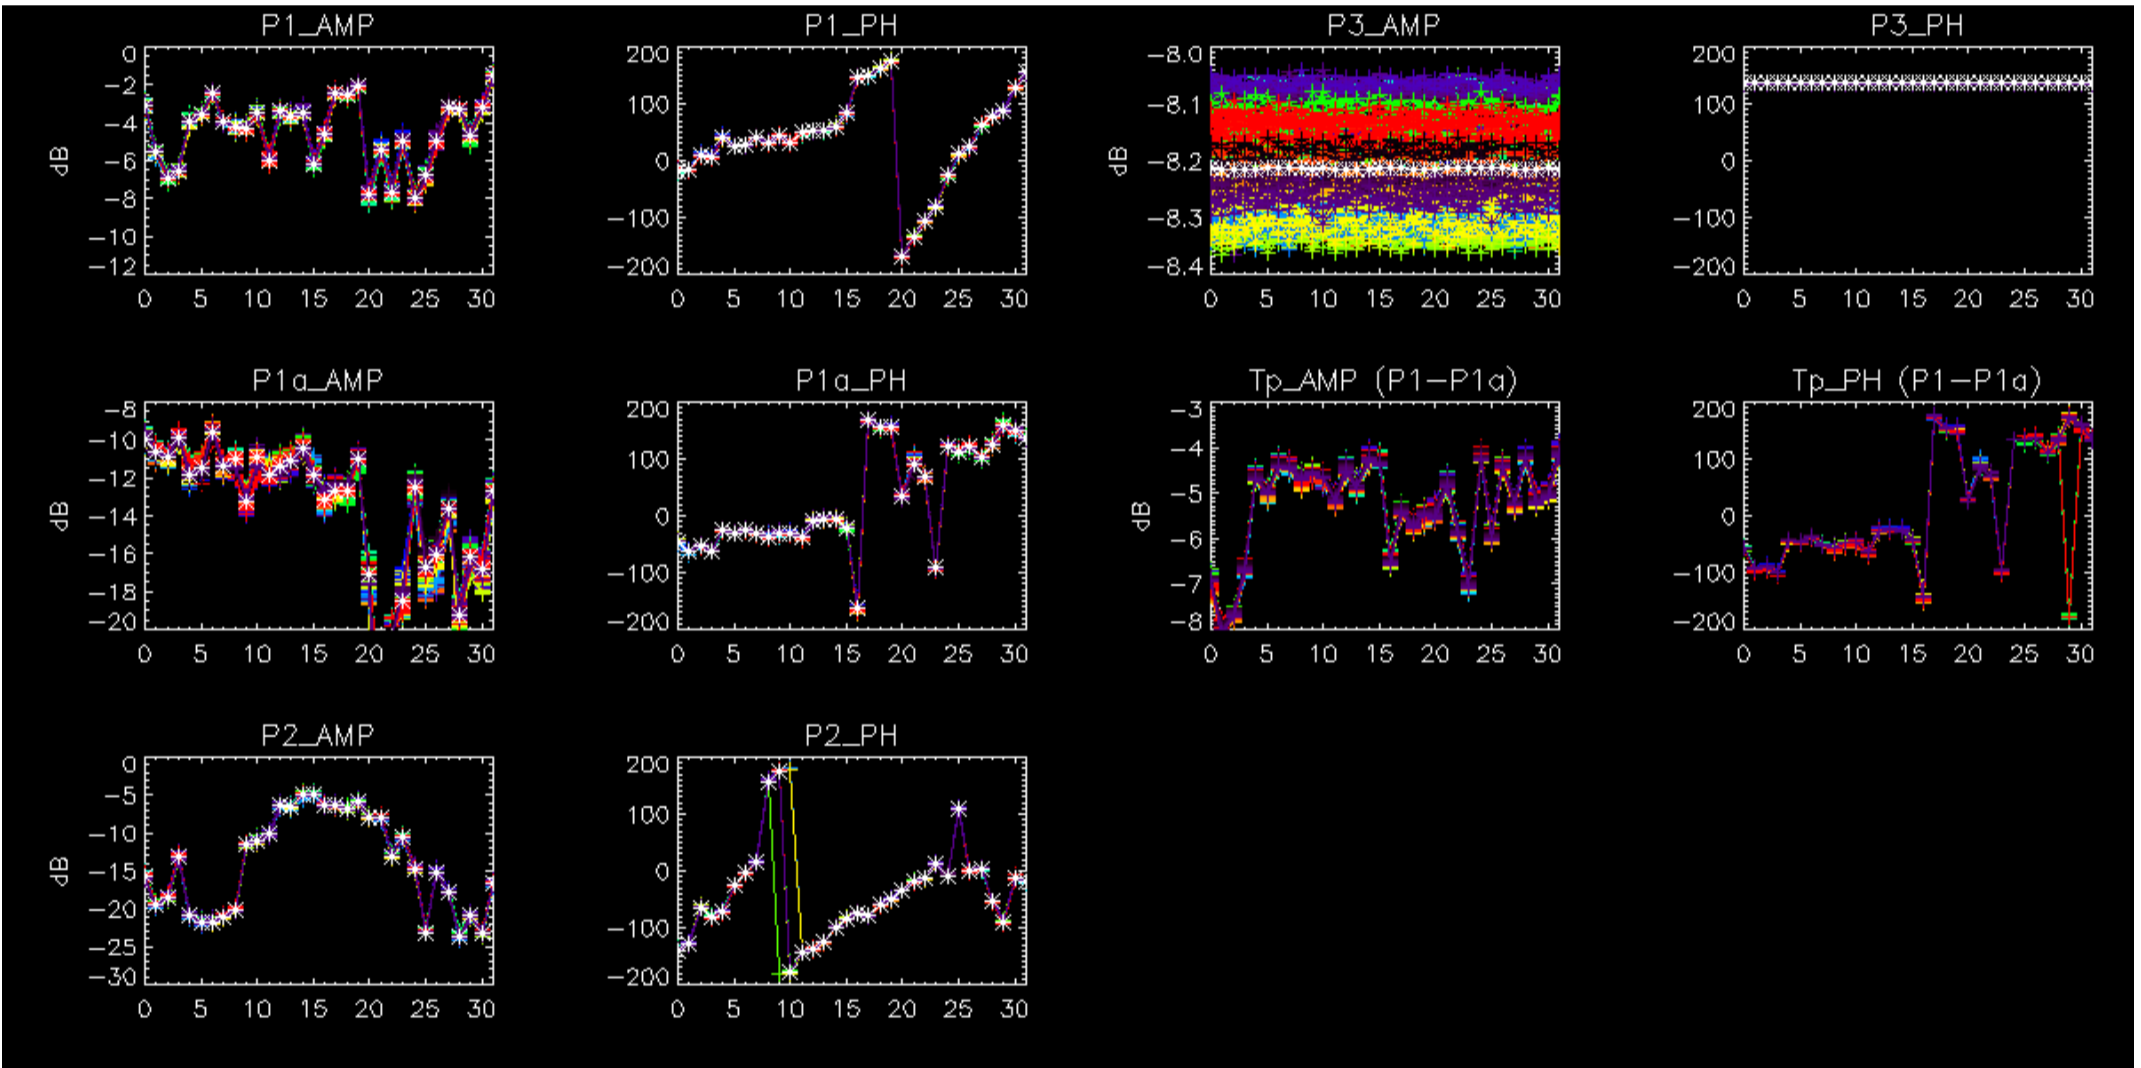 P1_AMP P1_PH P3_AMP P3_PH
0 200 -8.0 200
-2 100 -8.1 100
-4 0 -8.2 0
-6 -100 -8.3 -100
-8 -200 -8.4 -200
-10
-12
dB dB
0 5 10 15 20 25 30 0 5 10 15 20 25 30 0 5 10 15 20 25 30 0 5 10 15 20 25 30
P1a_AMP P1a_PH Tp_AMP (P1-P1a) Tp_PH (P1-P1a)
-8 200 -3 200
-10 100 -4 100
-12 0 -5 0
-14 -100 -6 -100
-16 -200 -7 -200
-18 -8
-20
dB dB
0 5 10 15 20 25 30 0 5 10 15 20 25 30 0 5 10 15 20 25 30 0 5 10 15 20 25 30
P2_AMP P2_PH
0 200
-5 100
-10 0
-15 -100
-20 -200
-25
-30
dB
0 5 10 15 20 25 30 0 5 10 15 20 25 30